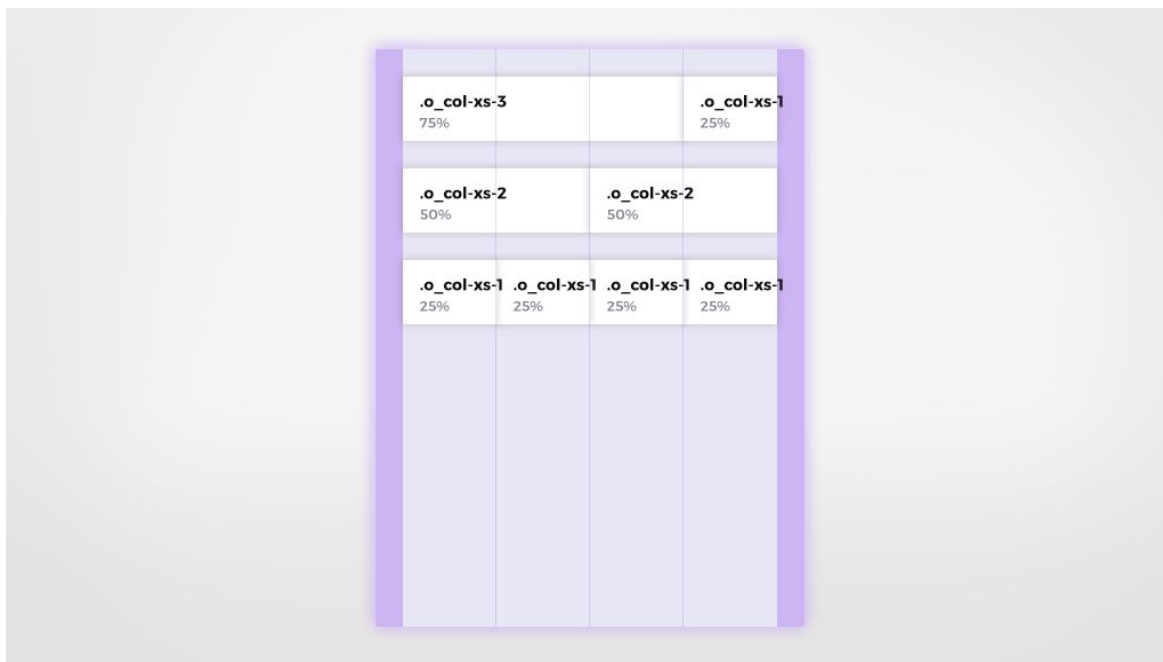 .o_col-xs-3 .o_col-xs-1
75% 25%
.o_col-xs-2 .o_col-xs-2
50% 50%
.o_col-xs-1 .o_col-xs-1 .o_col-xs-1 .o_col-xs-1
25% 25% 25% 25%